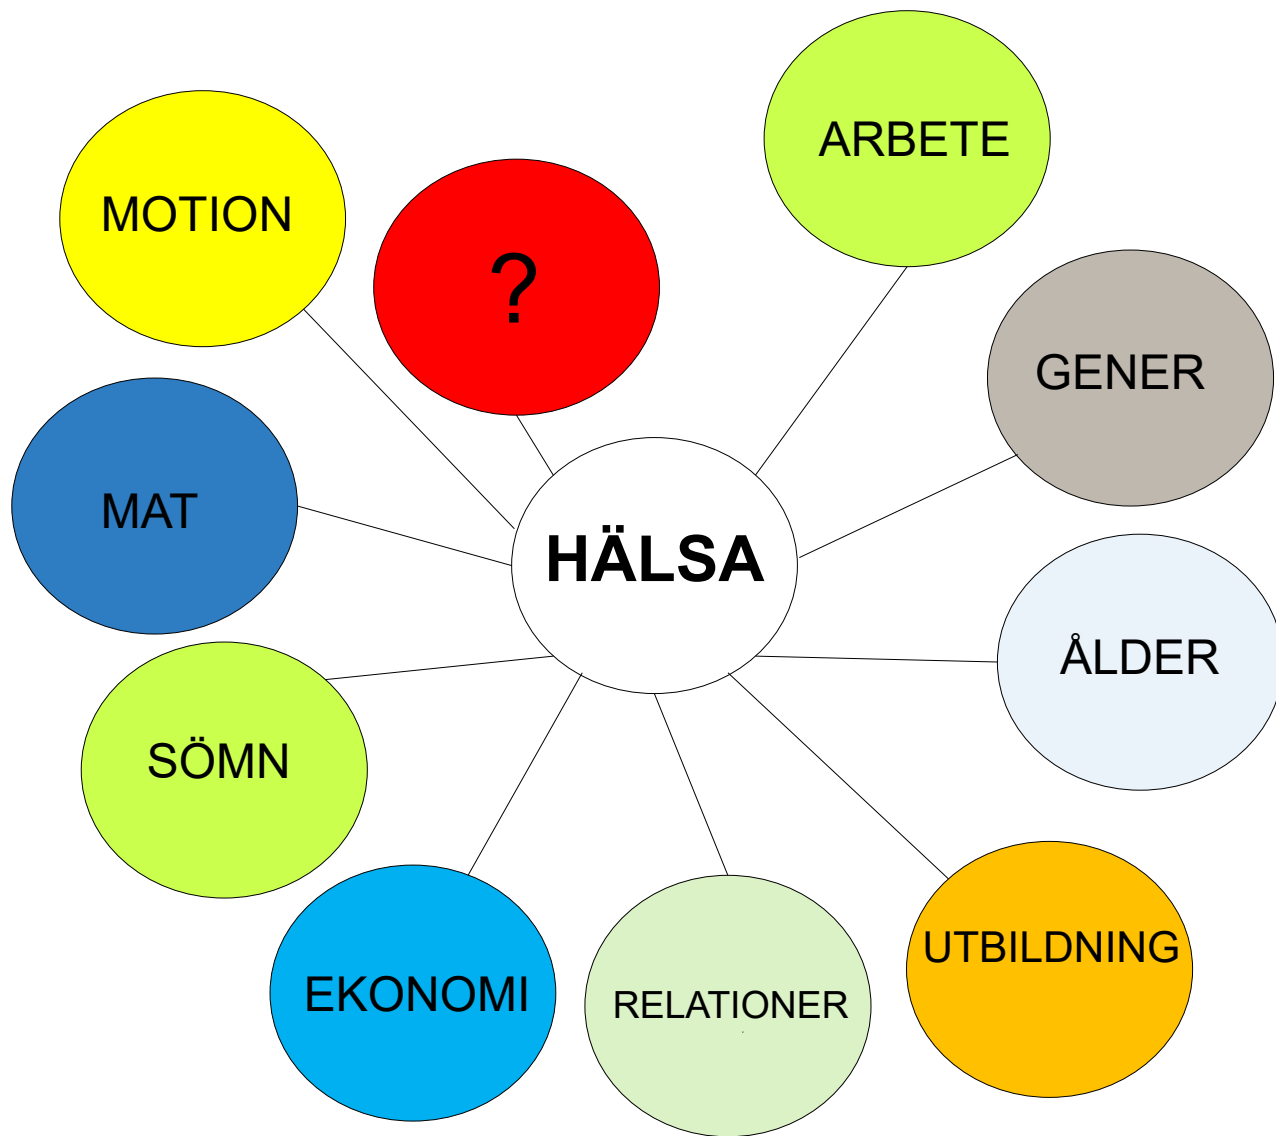 ARBETE
MOTION
?
GENER
MAT
HÄLSA
ÅLDER
SÖMN
UTBILDNING
EKONOMI
RELATIONER